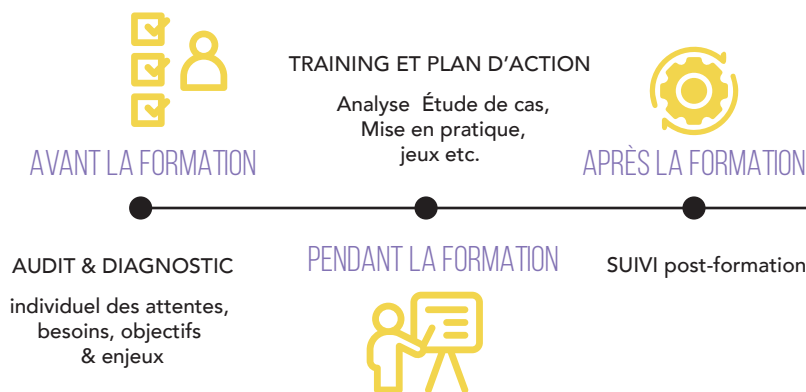 AVANT LA FORMATION
AUDIT & DIAGNOSTIC
individuel des attentes,
besoins, objectifs
& enjeux
TRAINING ET PLAN D’ACTION
Analyse  Étude de cas,
Mise en pratique,
jeux etc.
PENDANT LA FORMATION
APRÈS LA FORMATION
SUIVI post-formation